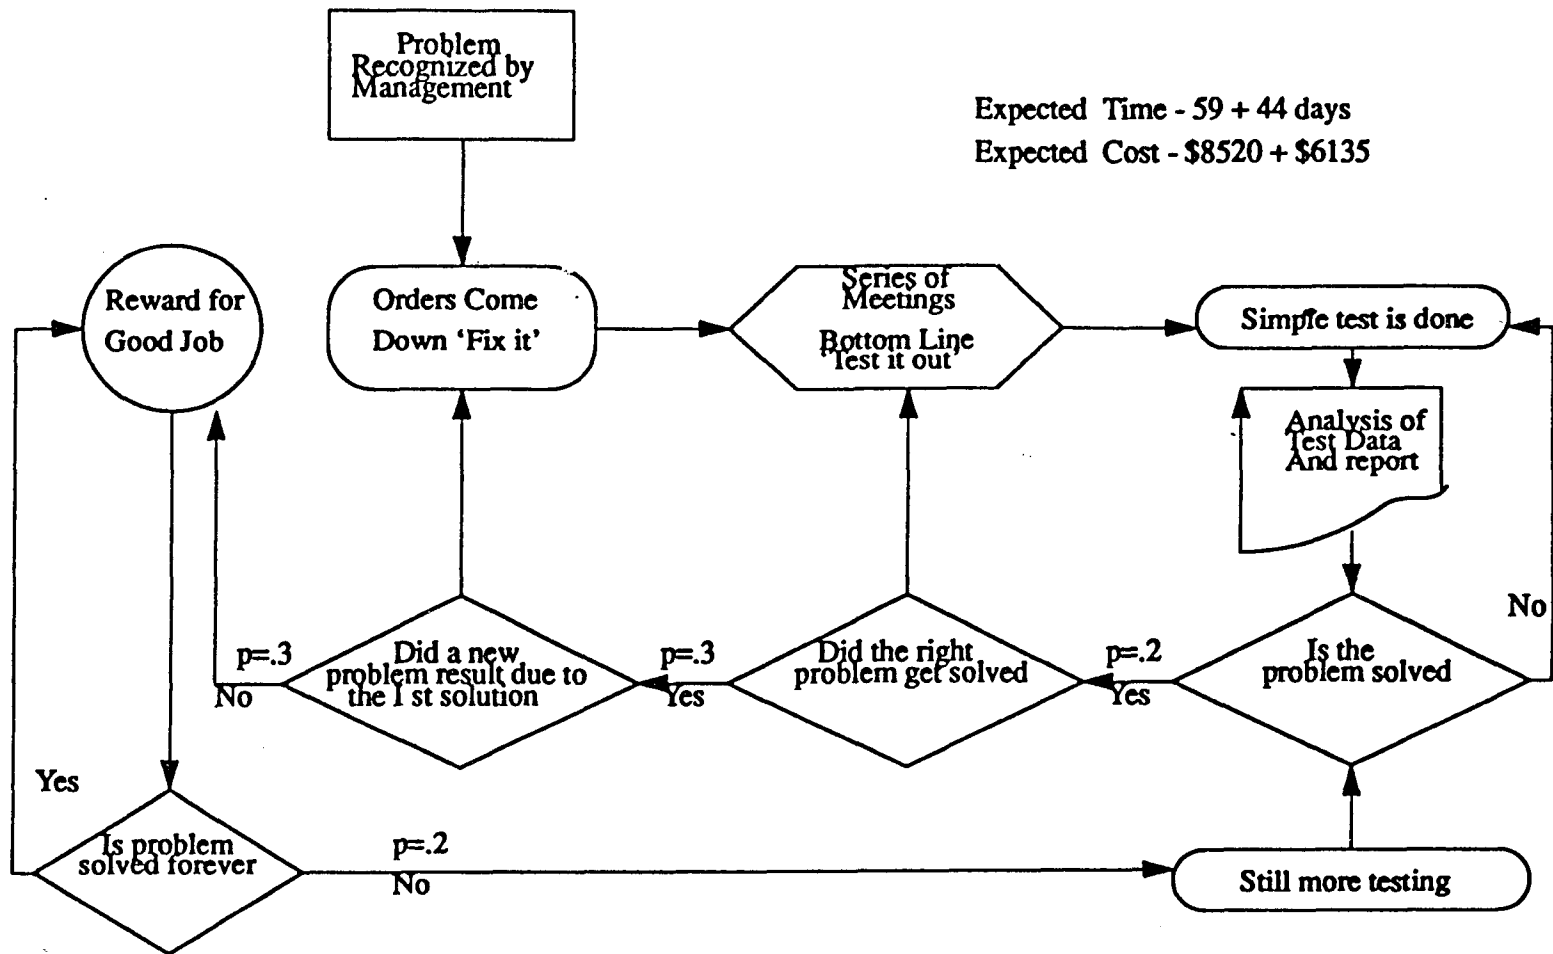 Problem
Recognized by
Management
Expected Time - 59 + 44 days
Expected Cost - $8520 + $6135
Reward for
Good Job
Orders Come
Down ‘Fix it’
Series of
Meetings
Bottom Line
'Test it out'
Simple test is done
Analysis of
Test Data
And report
No
p=.3
No
Did a new
problem result due to
the 1 st solution
p=.3
Yes
Did the right
problem get solved
p=.2
Yes
Is the
problem solved
Yes
Is problem
solved forever
p=.2
No
Still more testing